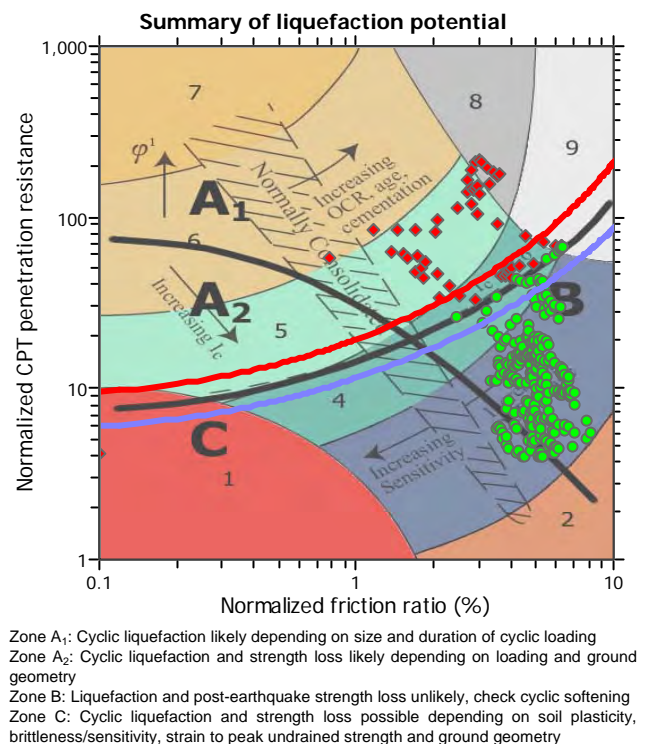 Summary of liquefaction potential
1,000
7
8
9
φ¹
Normally Consolidated
Increasing
OCR, age,
cementation
A₁
100
6
A₂
Increasing Ic
5
Ic
B
10
4
C
Increasing
Sensitivity
1
2
1
0.1
1
10
Normalized CPT penetration resistance
Normalized friction ratio (%)
Zone A₁: Cyclic liquefaction likely depending on size and duration of cyclic loading
Zone A₂: Cyclic liquefaction and strength loss likely depending on loading and ground
geometry
Zone B: Liquefaction and post-earthquake strength loss unlikely, check cyclic softening
Zone C: Cyclic liquefaction and strength loss possible depending on soil plasticity,
brittleness/sensitivity, strain to peak undrained strength and ground geometry